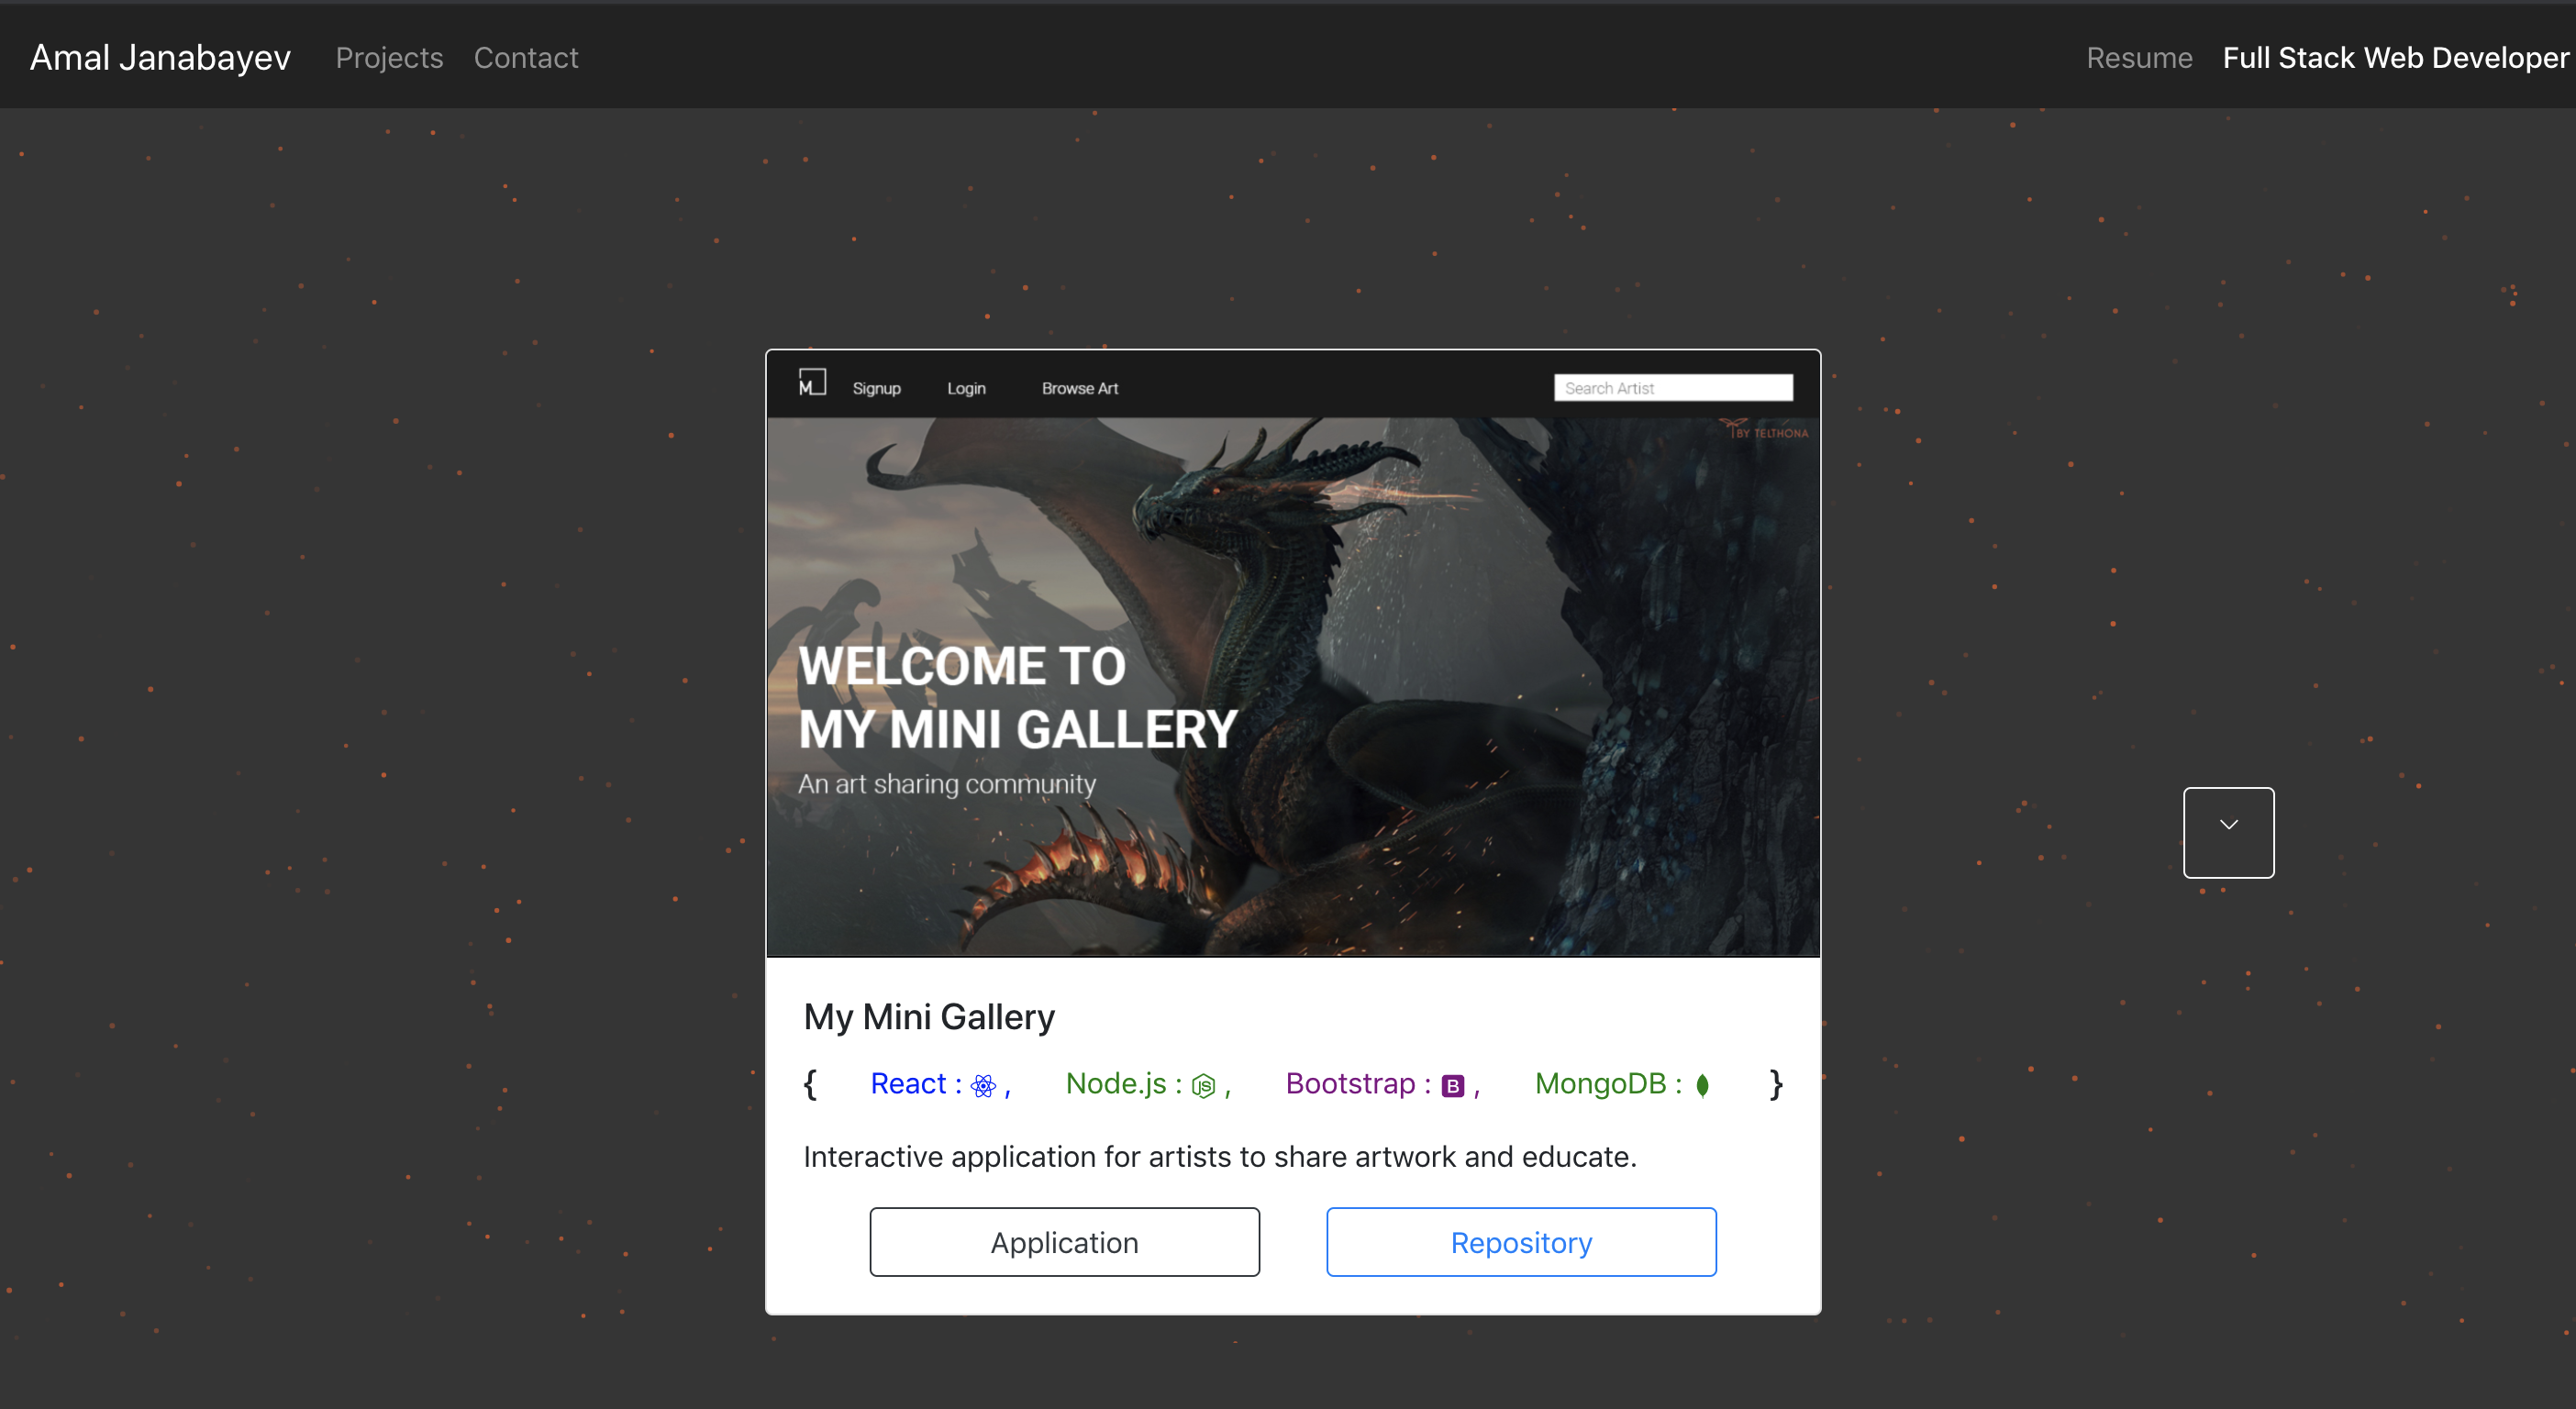 Amal Janabayev Projects Contact Resume Full Stack Web Developer
M Signup Login Browse Art Search Artist
BY TELTHONA
WELCOME TO
MY MINI GALLERY
An art sharing community
My Mini Gallery
{ React : , Node.js : JS , Bootstrap : B , MongoDB : }
Interactive application for artists to share artwork and educate.
Application Repository